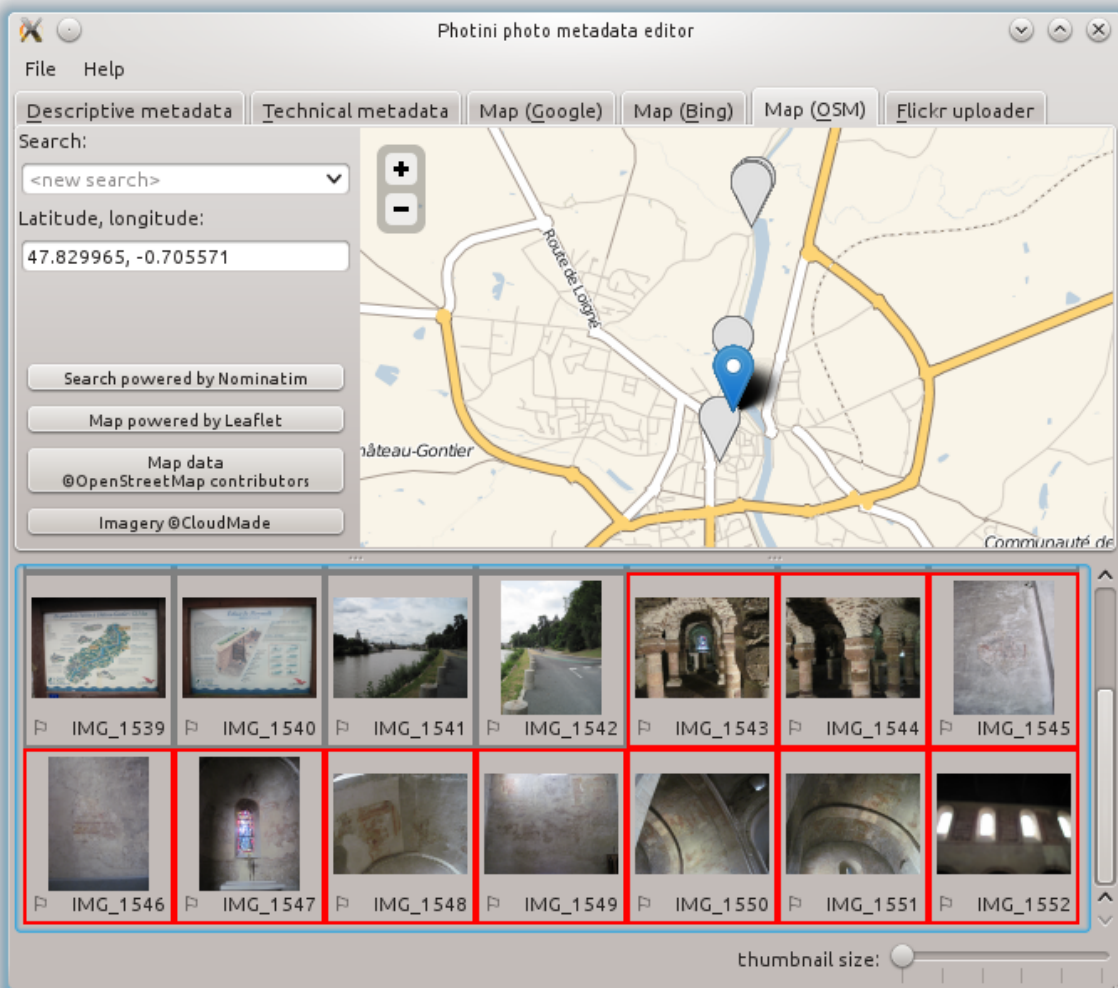 Photini photo metadata editor
File Help
Descriptive metadata Technical metadata Map (Google) Map (Bing) Map (OSM) Flickr uploader
Search:
<new search>
Latitude, longitude:
47.829965, -0.705571
Search powered by Nominatim
Map powered by Leaflet
Map data
©OpenStreetMap contributors
Imagery ©CloudMade
+
−
Route de Loigné
hâteau-Gontier
Communauté de
IMG_1539 IMG_1540 IMG_1541 IMG_1542 IMG_1543 IMG_1544 IMG_1545
IMG_1546 IMG_1547 IMG_1548 IMG_1549 IMG_1550 IMG_1551 IMG_1552
thumbnail size: